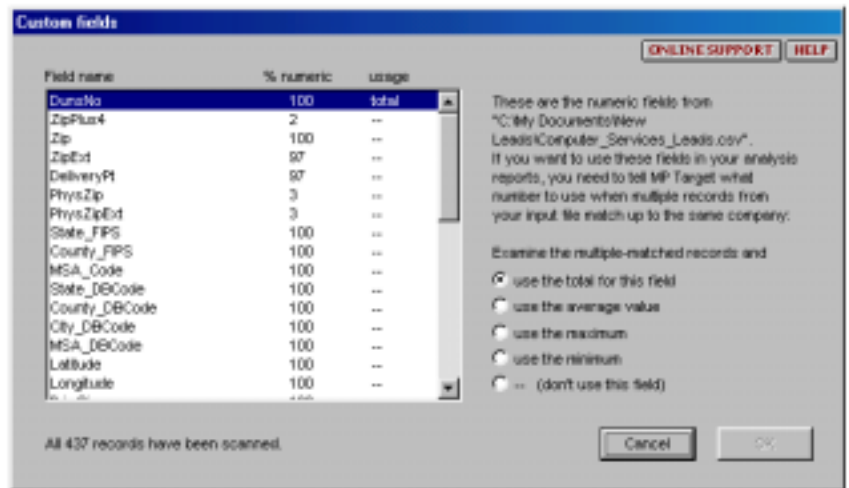 Custom fields
ONLINE SUPPORT HELP
Field name % numeric usage
DunsNo 100 total
ZipPlus4 2 --
Zip 100 --
ZipExt 97 --
DeliveryPt 97 --
PhysZip 3 --
PhysZipExt 3 --
State_FIPS 100 --
County_FIPS 100 --
MSA_Code 100 --
State_DBCode 100 --
County_DBCode 100 --
City_DBCode 100 --
MSA_DBCode 100 --
Latitude 100 --
Longitude 100 --
These are the numeric fields from
"C:\My Documents\New
Leads\Computer_Services_Leads.csv".
If you want to use these fields in your analysis
reports, you need to tell MP Target what
number to use when multiple records from
your input file match up to the same company:
Examine the multiple-matched records and
use the total for this field
use the average value
use the maximum
use the minimum
-- (don't use this field)
All 437 records have been scanned.
Cancel OK